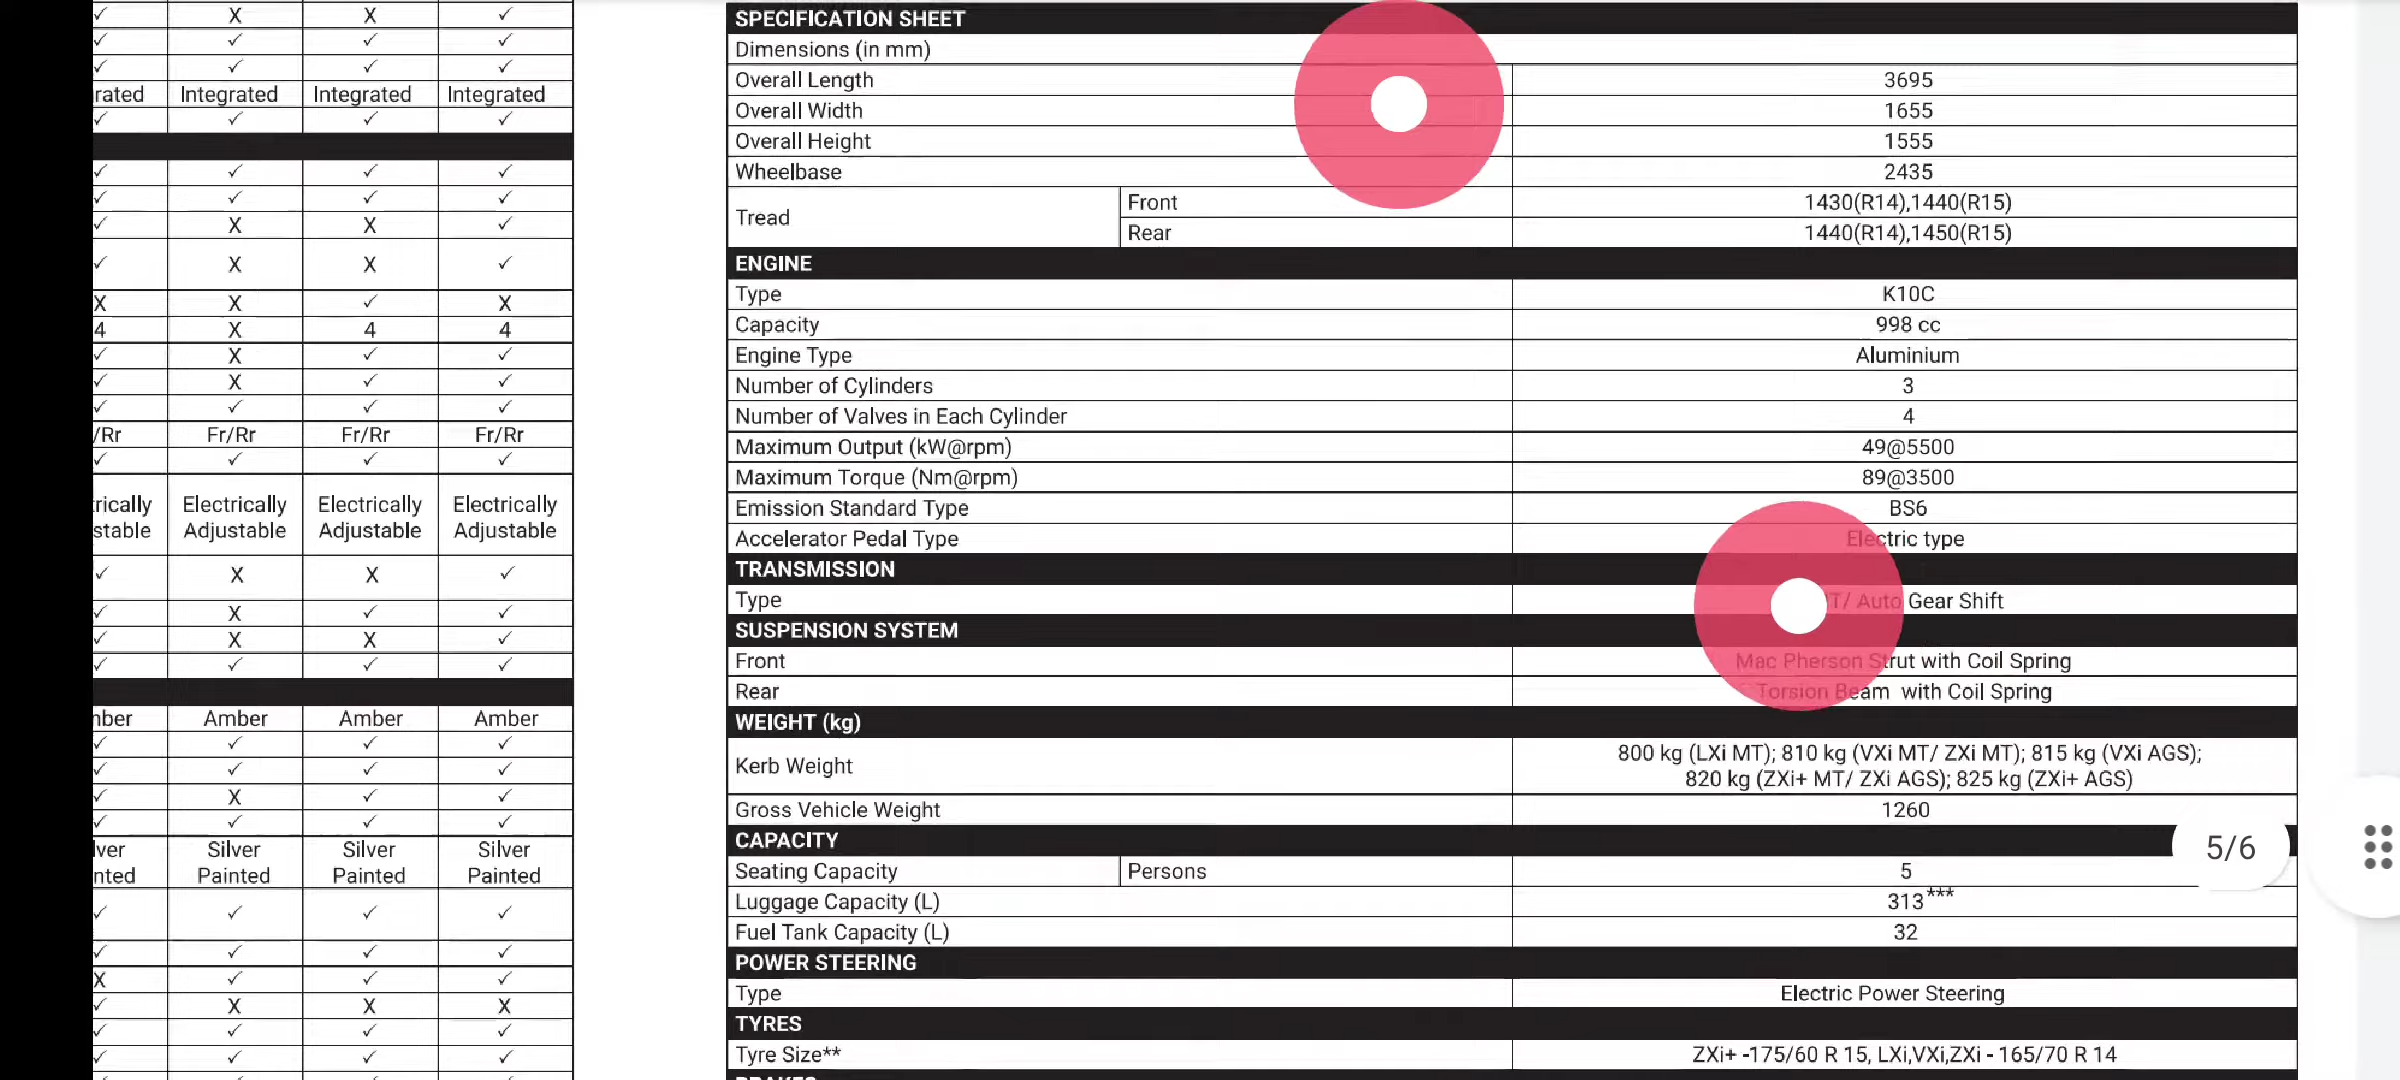 X X ✓
✓ ✓ ✓ ✓
✓ ✓ ✓ ✓
rated Integrated Integrated Integrated
✓ ✓ ✓ ✓
✓ ✓ ✓ ✓
✓ ✓ ✓ ✓
✓ X X ✓
✓ X X ✓
X X ✓ X
4 X 4 4
✓ X ✓ ✓
✓ X ✓ ✓
✓ ✓ ✓ ✓
/Rr Fr/Rr Fr/Rr Fr/Rr
✓ ✓ ✓ ✓
rically Electrically Electrically Electrically
stable Adjustable Adjustable Adjustable
✓ X X ✓
✓ X ✓ ✓
✓ X X ✓
✓ ✓ ✓ ✓
nber Amber Amber Amber
✓ ✓ ✓ ✓
✓ ✓ ✓ ✓
✓ X ✓ ✓
✓ ✓ ✓ ✓
lver Silver Silver Silver
nted Painted Painted Painted
✓ ✓ ✓ ✓
✓ ✓ ✓ ✓
X ✓ ✓ ✓
✓ X X X
✓ ✓ ✓ ✓
✓ ✓ ✓ ✓
SPECIFICATION SHEET
Dimensions (in mm)
Overall Length 3695
Overall Width 1655
Overall Height 1555
Wheelbase 2435
Tread Front 1430(R14),1440(R15)
Rear 1440(R14),1450(R15)
ENGINE
Type K10C
Capacity 998 cc
Engine Type Aluminium
Number of Cylinders 3
Number of Valves in Each Cylinder 4
Maximum Output (kW@rpm) 49@5500
Maximum Torque (Nm@rpm) 89@3500
Emission Standard Type BS6
Accelerator Pedal Type Electric type
TRANSMISSION
Type T/ Auto Gear Shift
SUSPENSION SYSTEM
Front Mac Pherson Strut with Coil Spring
Rear Torsion Beam with Coil Spring
WEIGHT (kg)
Kerb Weight 800 kg (LXi MT); 810 kg (VXi MT/ ZXi MT); 815 kg (VXi AGS);
820 kg (ZXi+ MT/ ZXi AGS); 825 kg (ZXi+ AGS)
Gross Vehicle Weight 1260
CAPACITY
Seating Capacity Persons 5
Luggage Capacity (L) 313***
Fuel Tank Capacity (L) 32
POWER STEERING
Type Electric Power Steering
TYRES
Tyre Size** ZXi+ -175/60 R 15, LXi,VXi,ZXi - 165/70 R 14
BRAKES
5/6